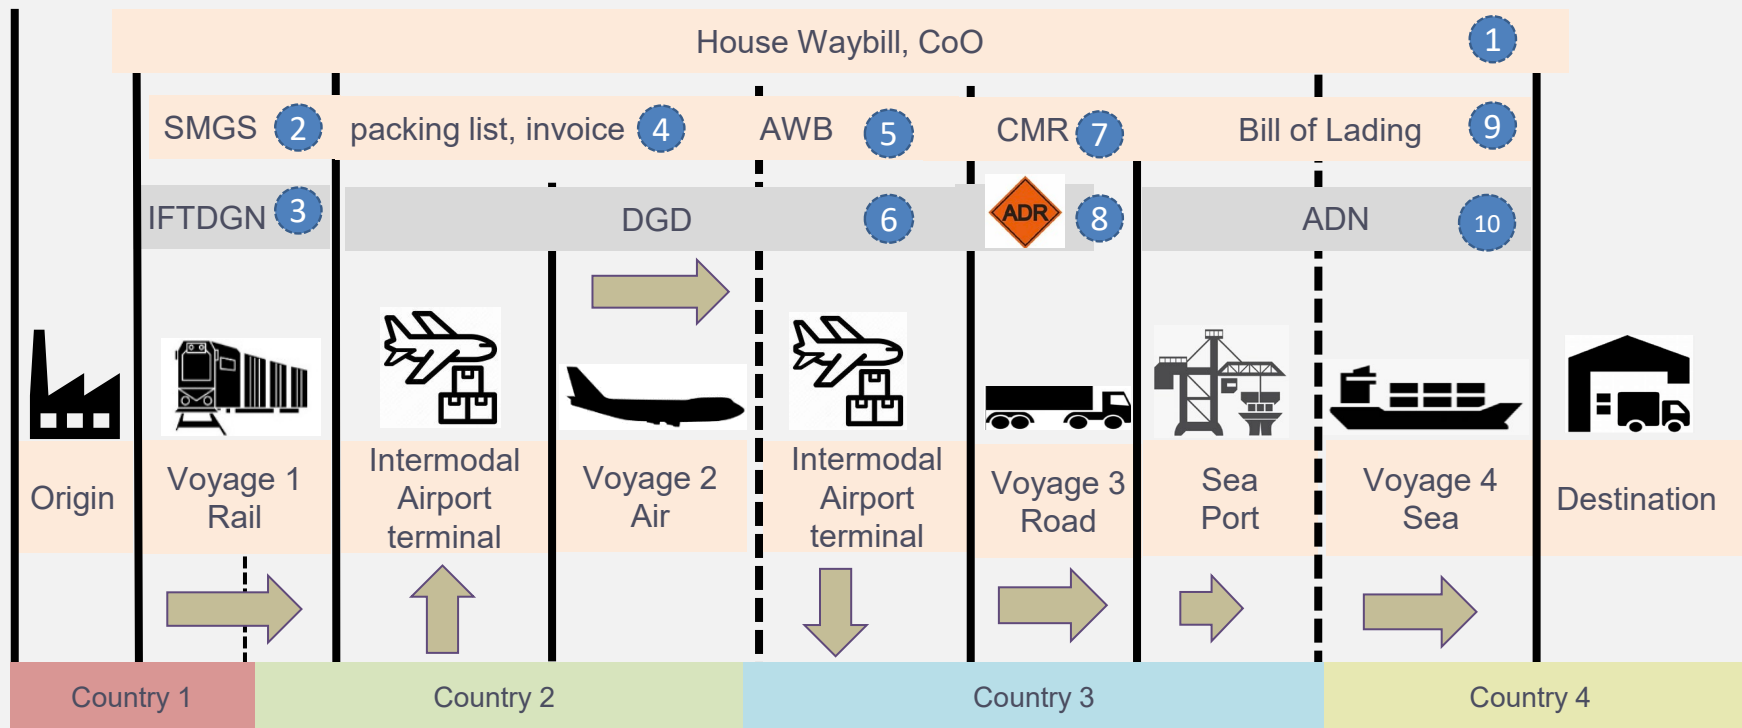 House Waybill, CoO 1
SMGS 2 packing list, invoice 4 AWB 5 CMR 7 Bill of Lading 9
IFTDGN 3 DGD 6 ADR 8 ADN 10
Origin
Voyage 1
Rail
Intermodal
Airport
terminal
Voyage 2
Air
Intermodal
Airport
terminal
Voyage 3
Road
Sea
Port
Voyage 4
Sea
Destination
Country 1 Country 2 Country 3 Country 4